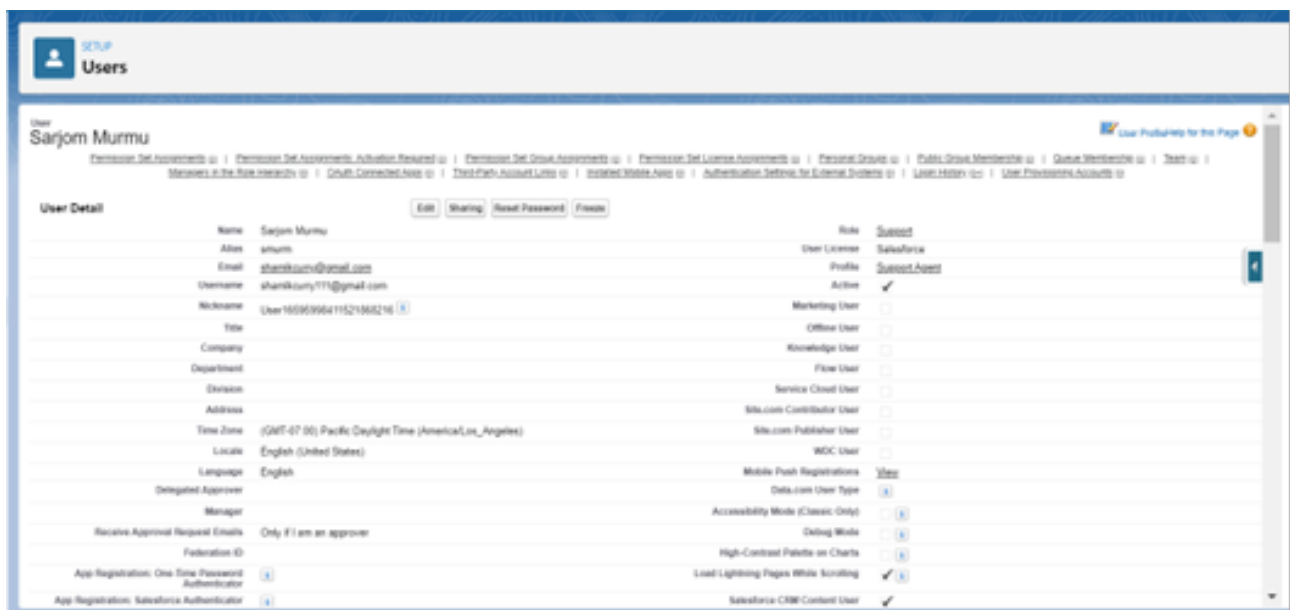 SETUP
Users
User
Sarjom Murmu
User Profile Help for this Page
Permission Set Assignments | Permission Set Assignments: Activation Required | Permission Set Group Assignments | Permission Set License Assignments | Personal Groups | Public Group Membership | Queue Membership | Team |
Managers in the Role Hierarchy | OAuth Connected Apps | Third-Party Account Links | Installed Mobile Apps | Authentication Settings for External Systems | Login History | User Provisioning Accounts
User Detail Edit Sharing Reset Password Freeze
Name Sarjom Murmu Role Support
Alias smurm User License Salesforce
Email shamikcurry@gmail.com Profile Support Agent
Username shamikcurry111@gmail.com Active
Nickname Marketing User
Title Offline User
Company Knowledge User
Department Flow User
Division Service Cloud User
Address Site.com Contributor User
Time Zone (GMT-07:00) Pacific Daylight Time (America/Los_Angeles) Site.com Publisher User
Locale English (United States) WDC User
Language English Mobile Push Registrations View
Delegated Approver Data.com User Type
Manager Accessibility Mode (Classic Only)
Receive Approval Request Emails Only if I am an approver Debug Mode
Federation ID High-Contrast Palette on Charts
App Registration: One-Time Password Authenticator Load Lightning Pages While Scrolling
App Registration: Salesforce Authenticator Salesforce CRM Content User